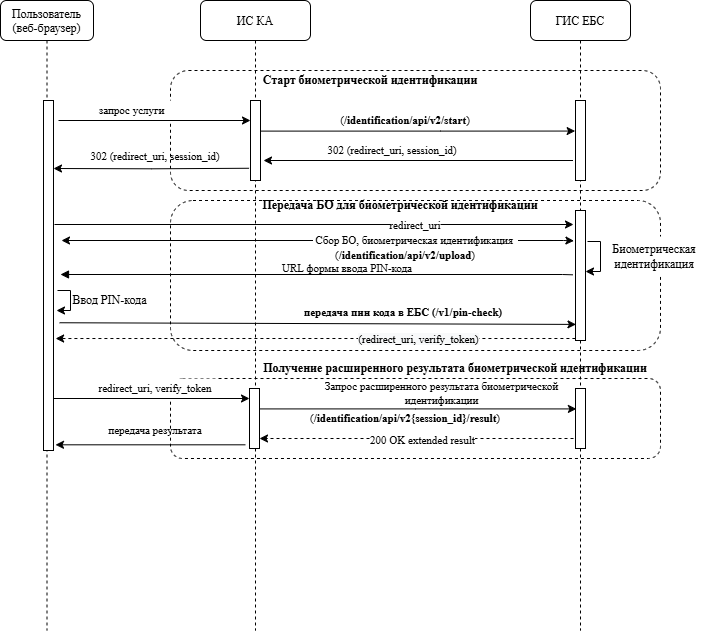 Пользователь
(веб-браузер)
ИС КА
ГИС ЕБС
Старт биометрической идентификации
запрос услуги
(/identification/api/v2/start)
302 (redirect_uri, session_id)
302 (redirect_uri, session_id)
Передача БО для биометрической идентификации
redirect_uri
Сбор БО, биометрическая идентификация
(/identification/api/v2/upload)
Биометрическая
идентификация
URL формы ввода PIN-кода
Ввод PIN-кода
передача пин кода в ЕБС (/v1/pin-check)
(redirect_uri, verify_token)
Получение расширенного результата биометрической идентификации
redirect_uri, verify_token
Запрос расширенного результата биометрической
идентификации
(/identification/api/v2{session_id}/result)
передача результата
200 OK extended result